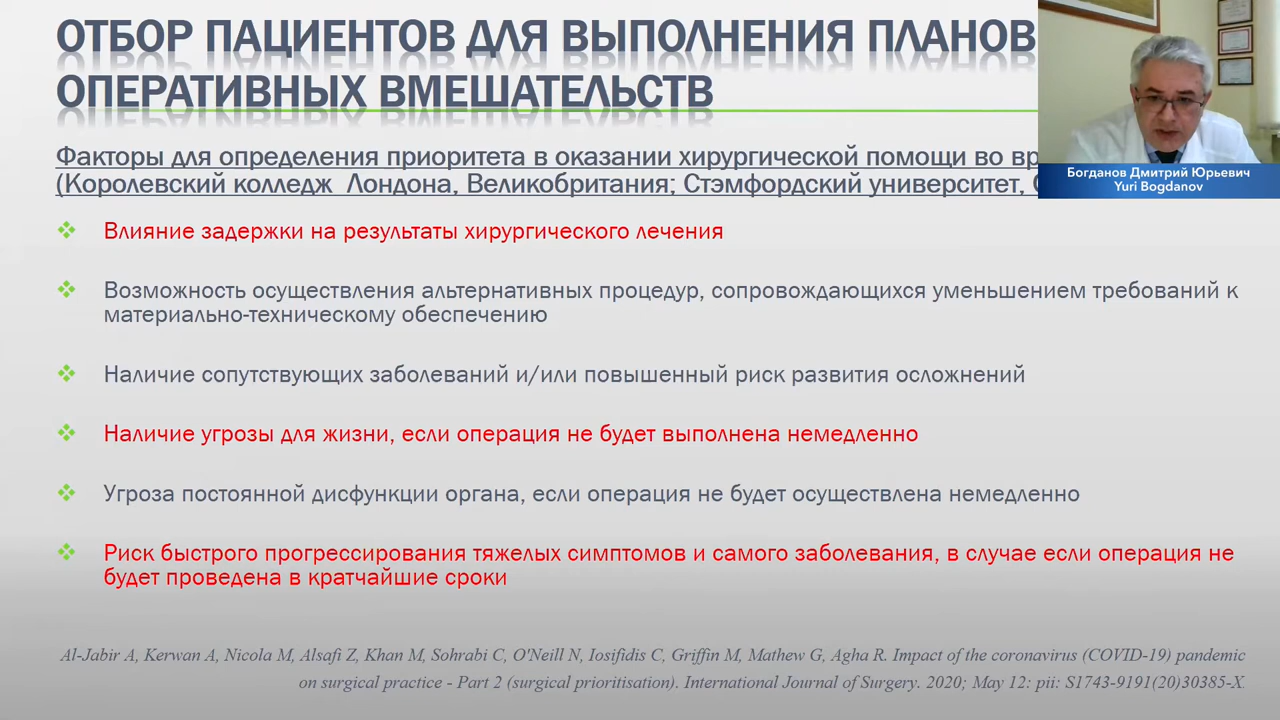 ОТБОР ПАЦИЕНТОВ ДЛЯ ВЫПОЛНЕНИЯ ПЛАНОВ
ОПЕРАТИВНЫХ ВМЕШАТЕЛЬСТВ
Факторы для определения приоритета в оказании хирургической помощи во вр
(Королевский колледж Лондона, Великобритания; Стэмфордский университет, С
Богданов Дмитрий Юрьевич
Yuri Bogdanov
Влияние задержки на результаты хирургического лечения
Возможность осуществления альтернативных процедур, сопровождающихся уменьшением требований к
материально-техническому обеспечению
Наличие сопутствующих заболеваний и/или повышенный риск развития осложнений
Наличие угрозы для жизни, если операция не будет выполнена немедленно
Угроза постоянной дисфункции органа, если операция не будет осуществлена немедленно
Риск быстрого прогрессирования тяжелых симптомов и самого заболевания, в случае если операция не
будет проведена в кратчайшие сроки
Al-Jabir A, Kerwan A, Nicola M, Alsafi Z, Khan M, Sohrabi C, O'Neill N, Iosifidis C, Griffin M, Mathew G, Agha R. Impact of the coronavirus (COVID-19) pandemic
on surgical practice - Part 2 (surgical prioritisation). International Journal of Surgery. 2020; May 12: pii: S1743-9191(20)30385-X.